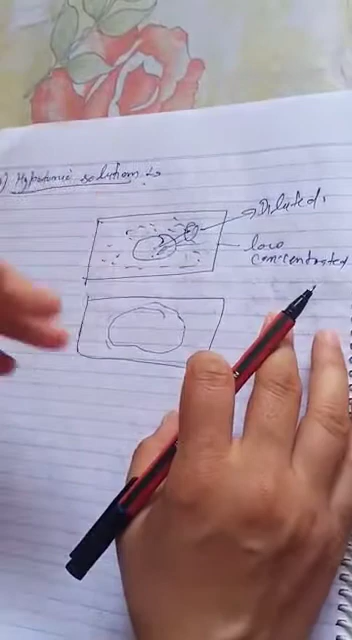 Hypotonic solution :-
→ Diluted.
low
concentrated